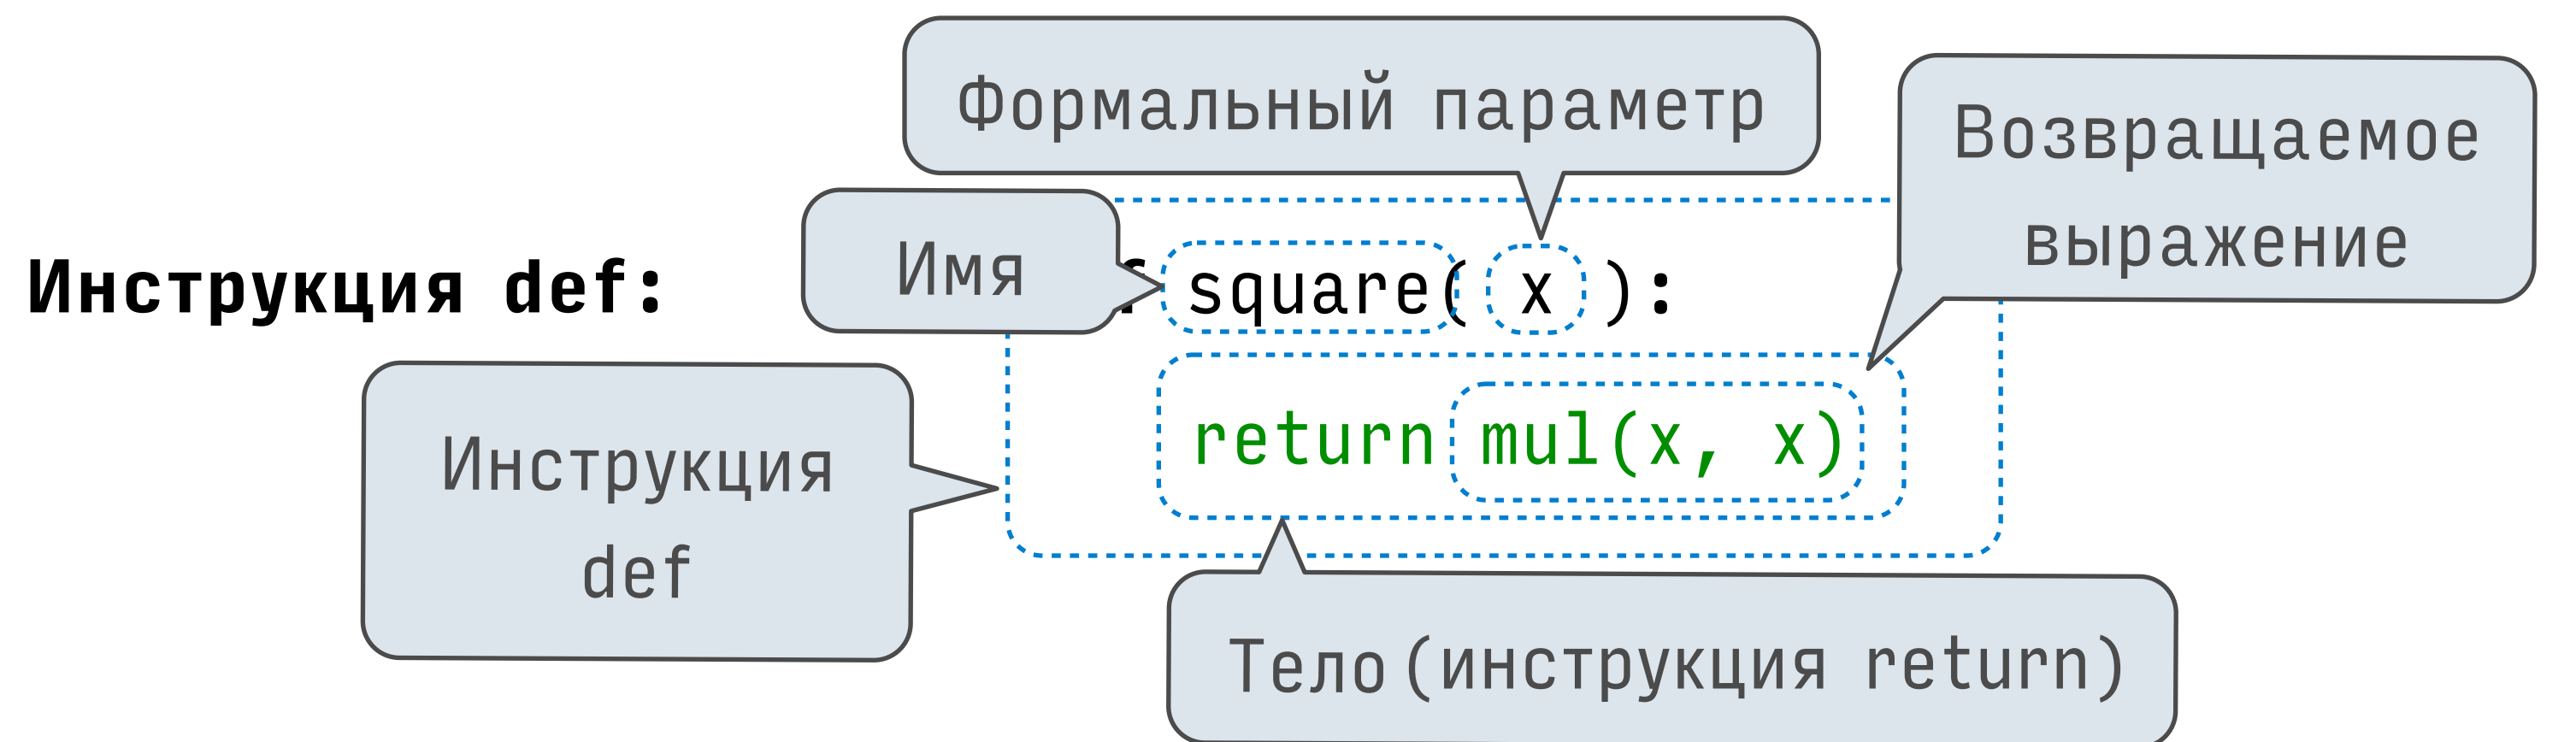 Формальный параметр
Возвращаемое
выражение
Имя
Инструкция def:
square( x ):
Инструкция
def
return mul(x, x)
Тело(инструкция return)